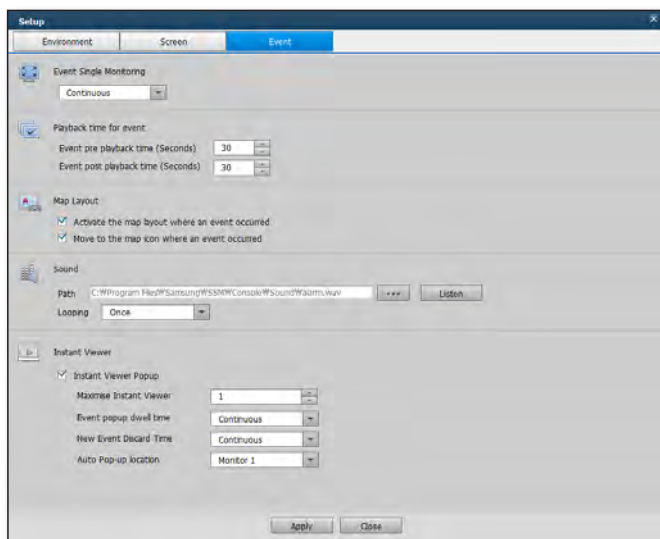 Setup
Environment Screen Event
Event Single Monitoring
Continuous
Playback time for event
Event pre playback time (Seconds) 30
Event post playback time (Seconds) 30
Map Layout
Activate the map layout where an event occurred
Move to the map icon where an event occurred
Sound
Path C:₩Program Files₩Samsung₩SSM₩Console₩Sound₩alarm.wav ... Listen
Looping Once
Instant Viewer
Instant Viewer Popup
Maximise Instant Viewer 1
Event popup dwell time Continuous
New Event Discard Time Continuous
Auto Pop-up location Monitor 1
Apply Close